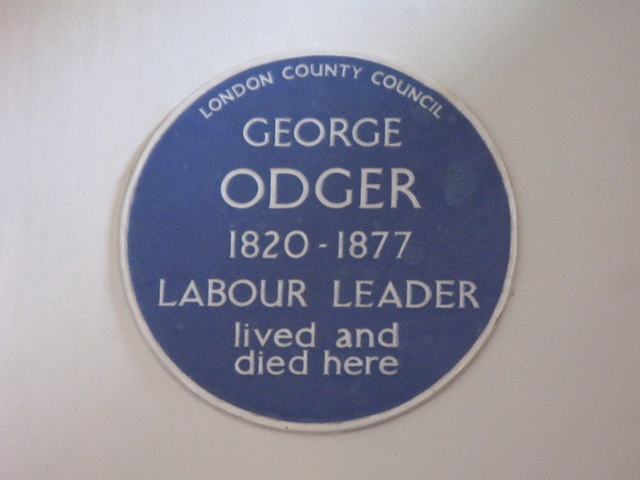 LONDON COUNTY COUNCIL
GEORGE
ODGER
1820-1877
LABOUR LEADER
lived and
died here